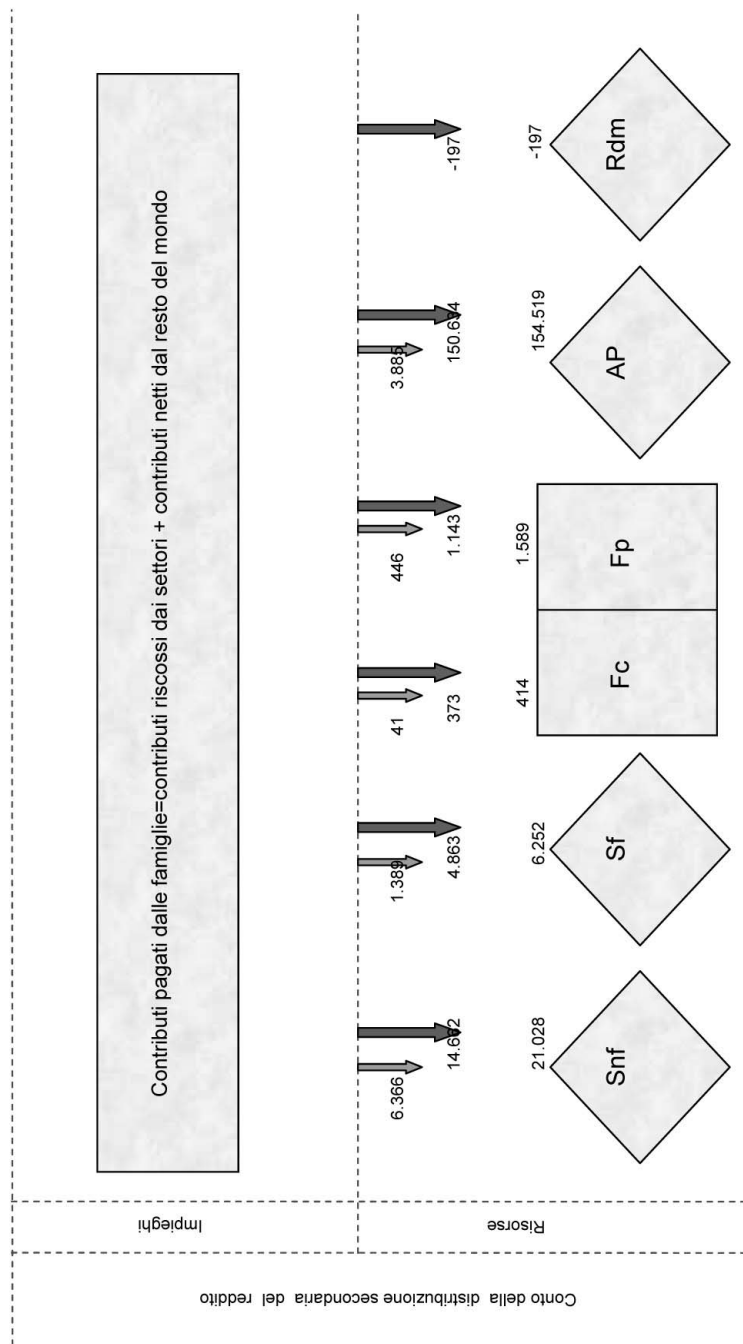 Conto della distribuzione secondaria del reddito
Impieghi
Contributi pagati dalle famiglie=contributi riscossi dai settori + contributi netti dal resto del mondo
Risorse
6.366 1.389 41 446 3.885
14.662 4.863 373 1.143 150.634 -197
21.028 6.252 414 1.589 154.519 -197
Snf Sf Fc Fp AP Rdm